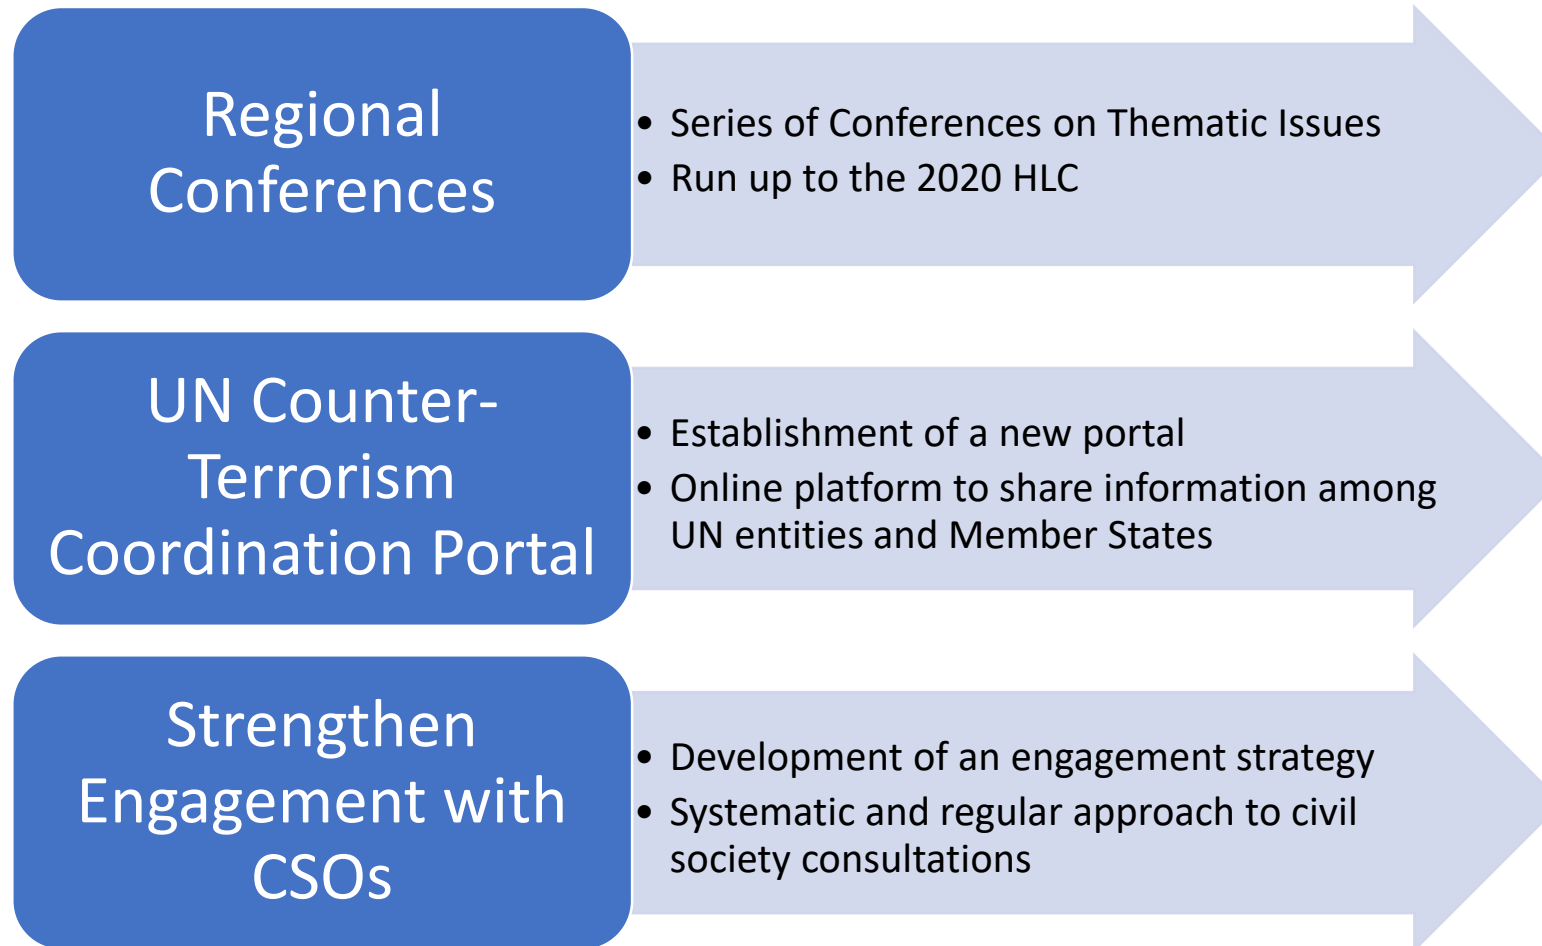 Regional
Conferences
• Series of Conferences on Thematic Issues
• Run up to the 2020 HLC
UN Counter-
Terrorism
Coordination Portal
• Establishment of a new portal
• Online platform to share information among
UN entities and Member States
Strengthen
Engagement with
CSOs
• Development of an engagement strategy
• Systematic and regular approach to civil
society consultations